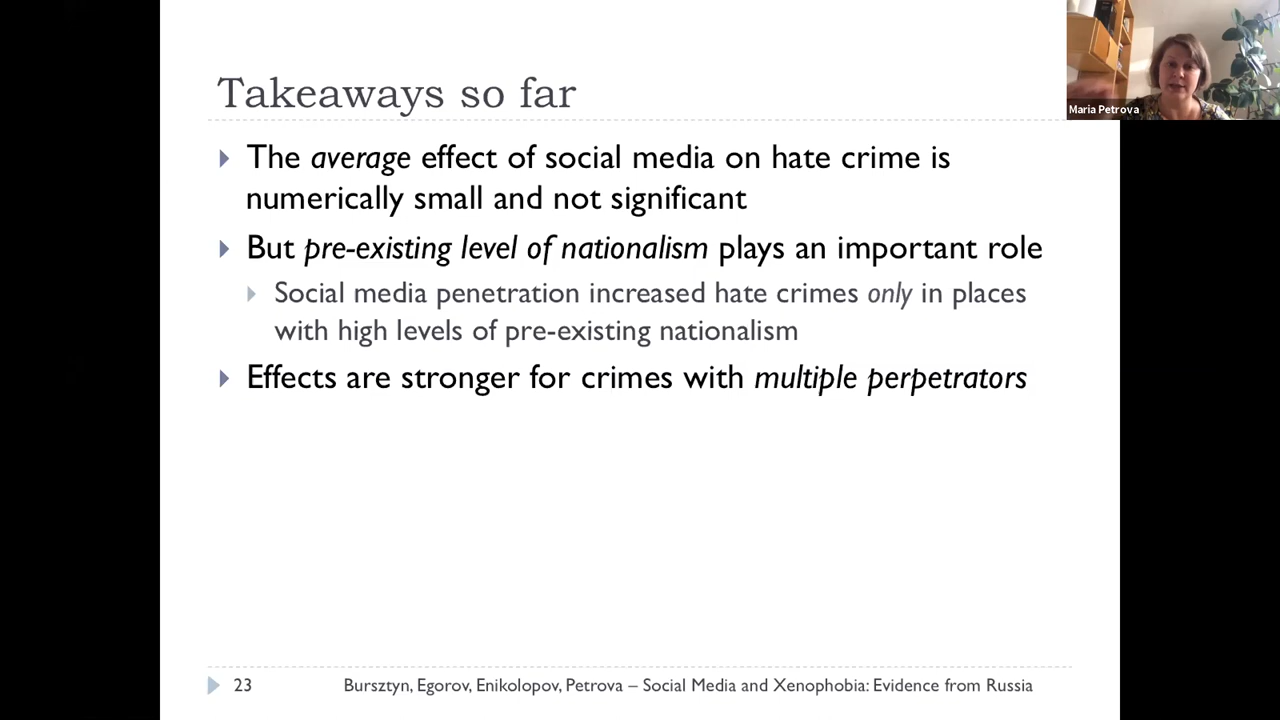 Takeaways so far
Maria Petrova
The average effect of social media on hate crime is
numerically small and not significant
But pre-existing level of nationalism plays an important role
Social media penetration increased hate crimes only in places
with high levels of pre-existing nationalism
Effects are stronger for crimes with multiple perpetrators
23 Bursztyn, Egorov, Enikolopov, Petrova – Social Media and Xenophobia: Evidence from Russia